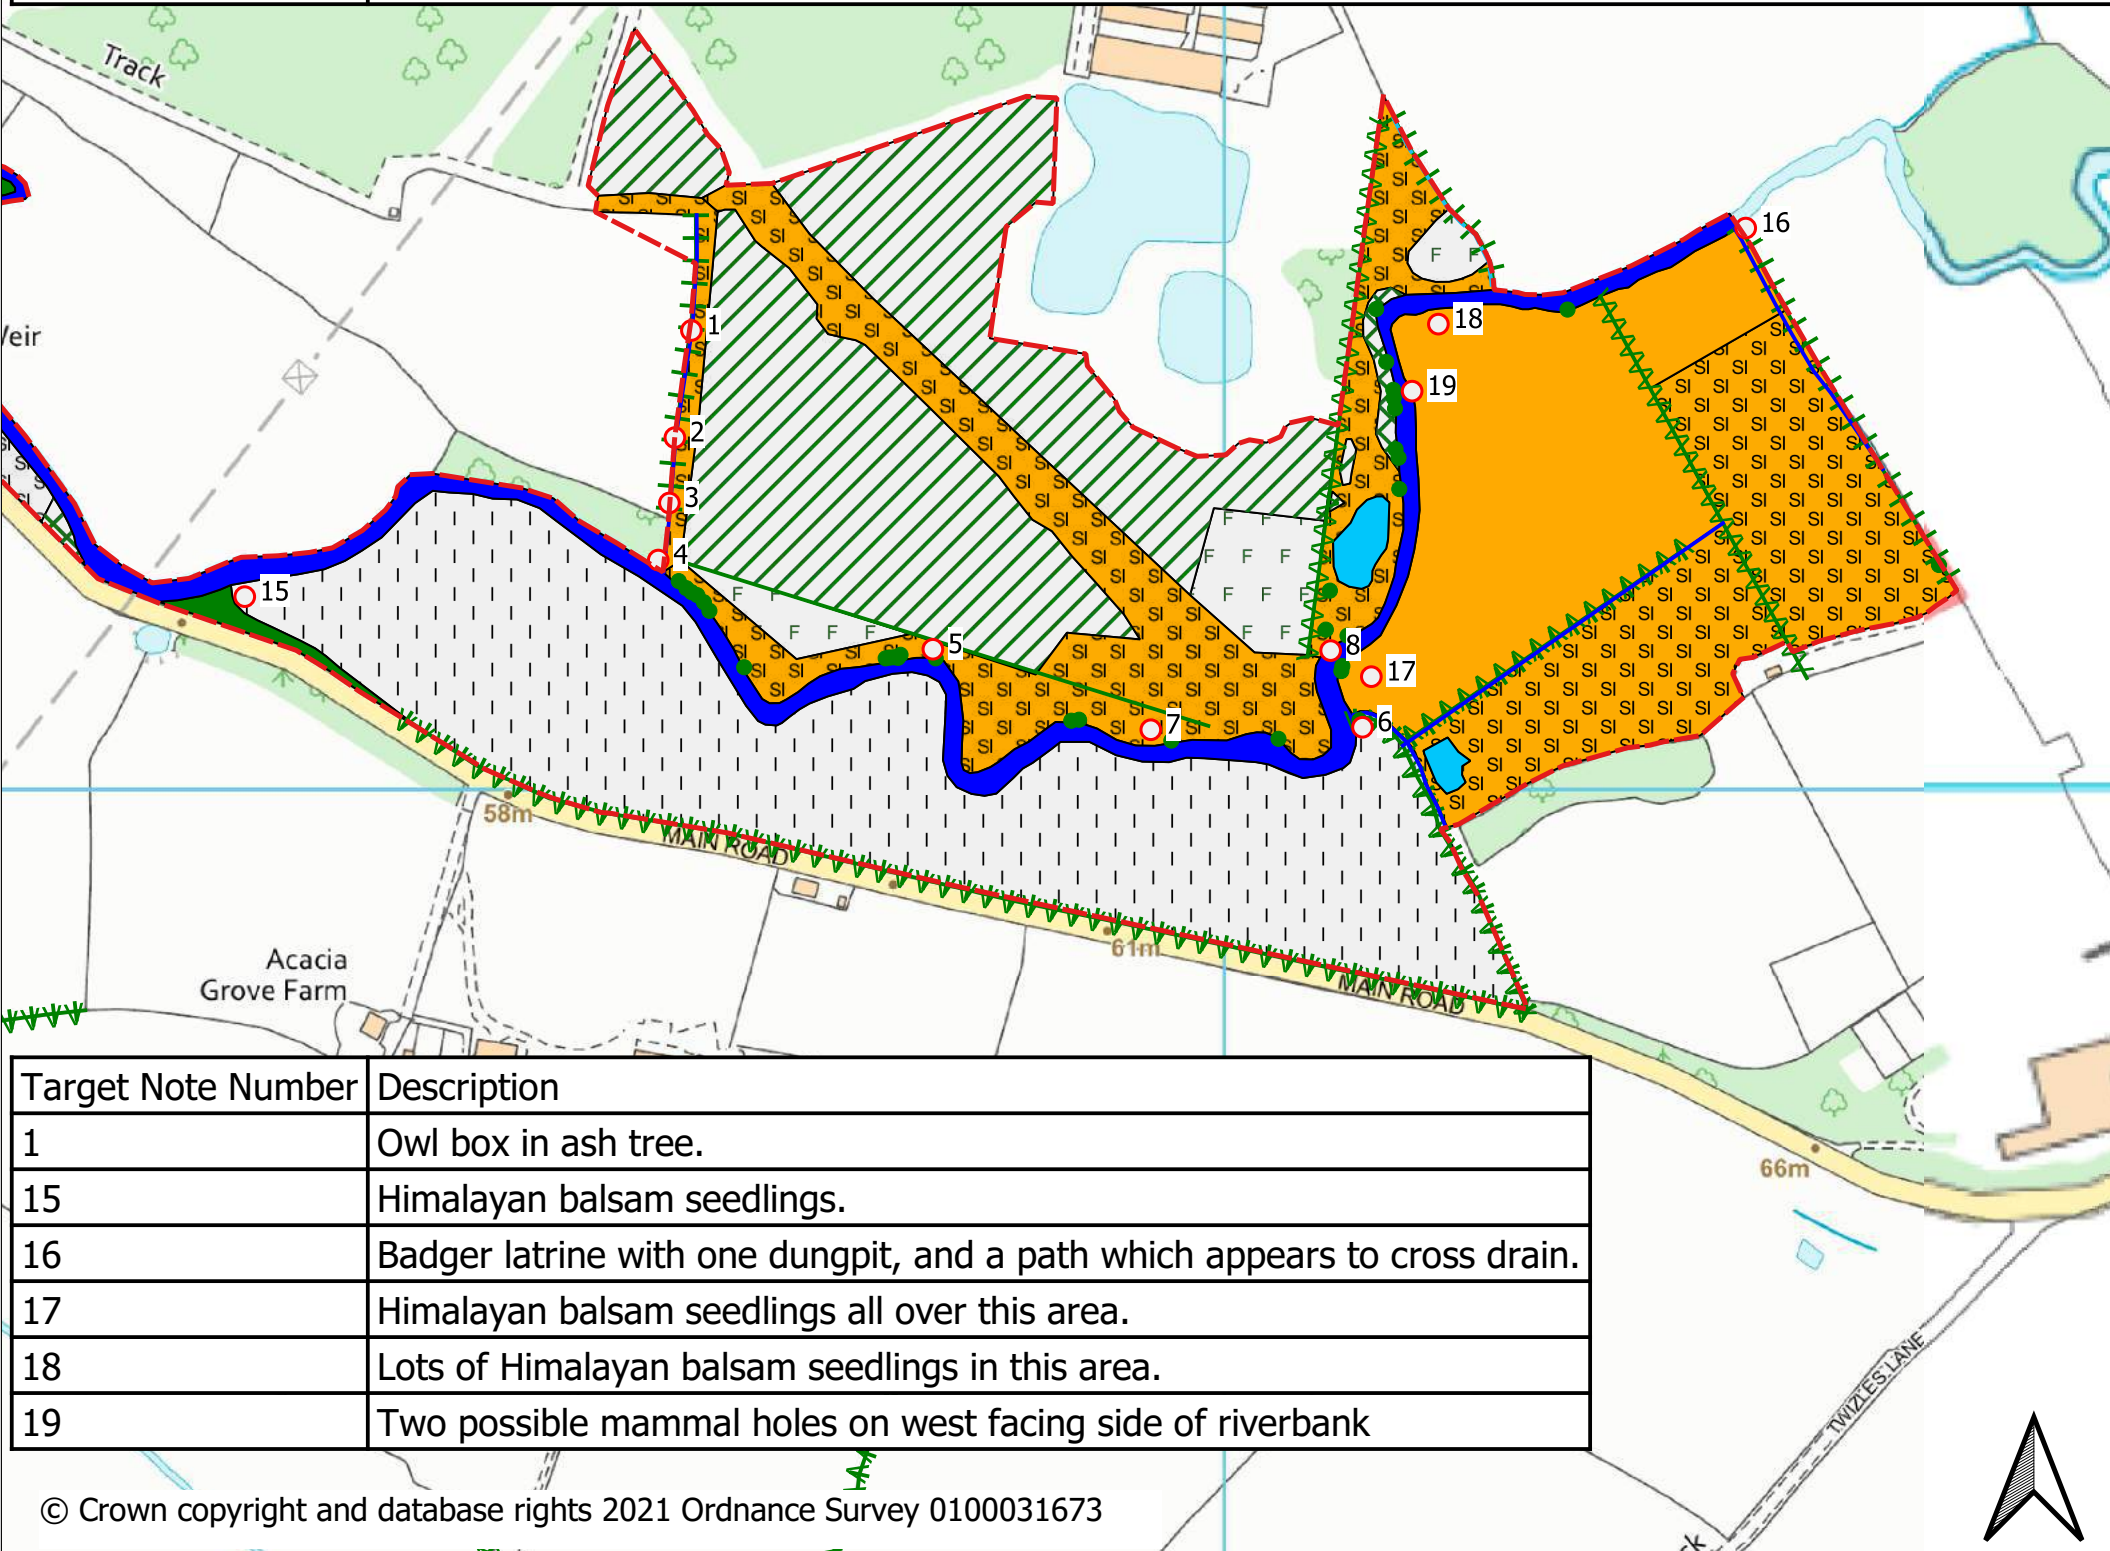 Track
16
18
1
19
2
3
4
15
5
8
17
6
7
58m
MAIN ROAD
61m
MAIN ROAD
Acacia
Grove Farm
66m
TWIZLES LANE
Target Note Number Description
1 Owl box in ash tree.
15 Himalayan balsam seedlings.
16 Badger latrine with one dungpit, and a path which appears to cross drain.
17 Himalayan balsam seedlings all over this area.
18 Lots of Himalayan balsam seedlings in this area.
19 Two possible mammal holes on west facing side of riverbank
© Crown copyright and database rights 2021 Ordnance Survey 0100031673